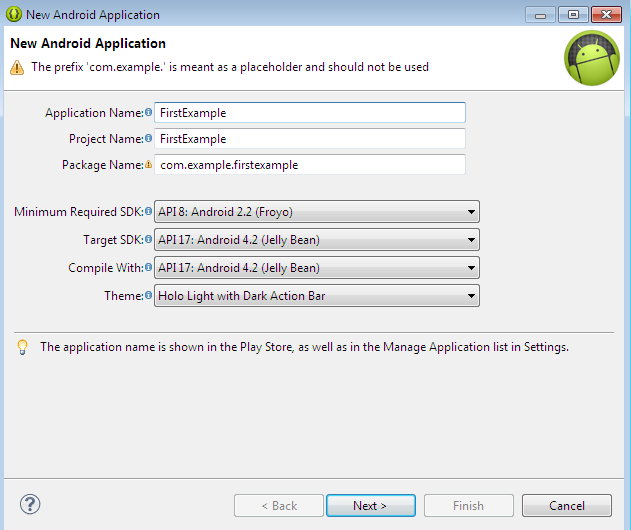 New Android Application
New Android Application
The prefix 'com.example.' is meant as a placeholder and should not be used
Application Name: FirstExample
Project Name: FirstExample
Package Name: com.example.firstexample
Minimum Required SDK: API 8: Android 2.2 (Froyo)
Target SDK: API 17: Android 4.2 (Jelly Bean)
Compile With: API 17: Android 4.2 (Jelly Bean)
Theme: Holo Light with Dark Action Bar
The application name is shown in the Play Store, as well as in the Manage Application list in Settings.
< Back Next > Finish Cancel